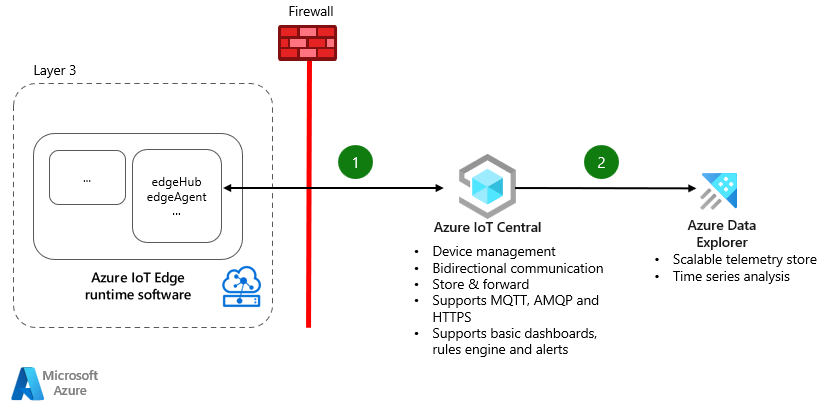 Firewall
Layer 3
1
2
...
edgeHub
edgeAgent
...
Azure IoT Edge
runtime software
Azure IoT Central
• Device management
• Bidirectional communication
• Store & forward
• Supports MQTT, AMQP and
HTTPS
• Supports basic dashboards,
rules engine and alerts
Azure Data
Explorer
• Scalable telemetry store
• Time series analysis
Microsoft
Azure